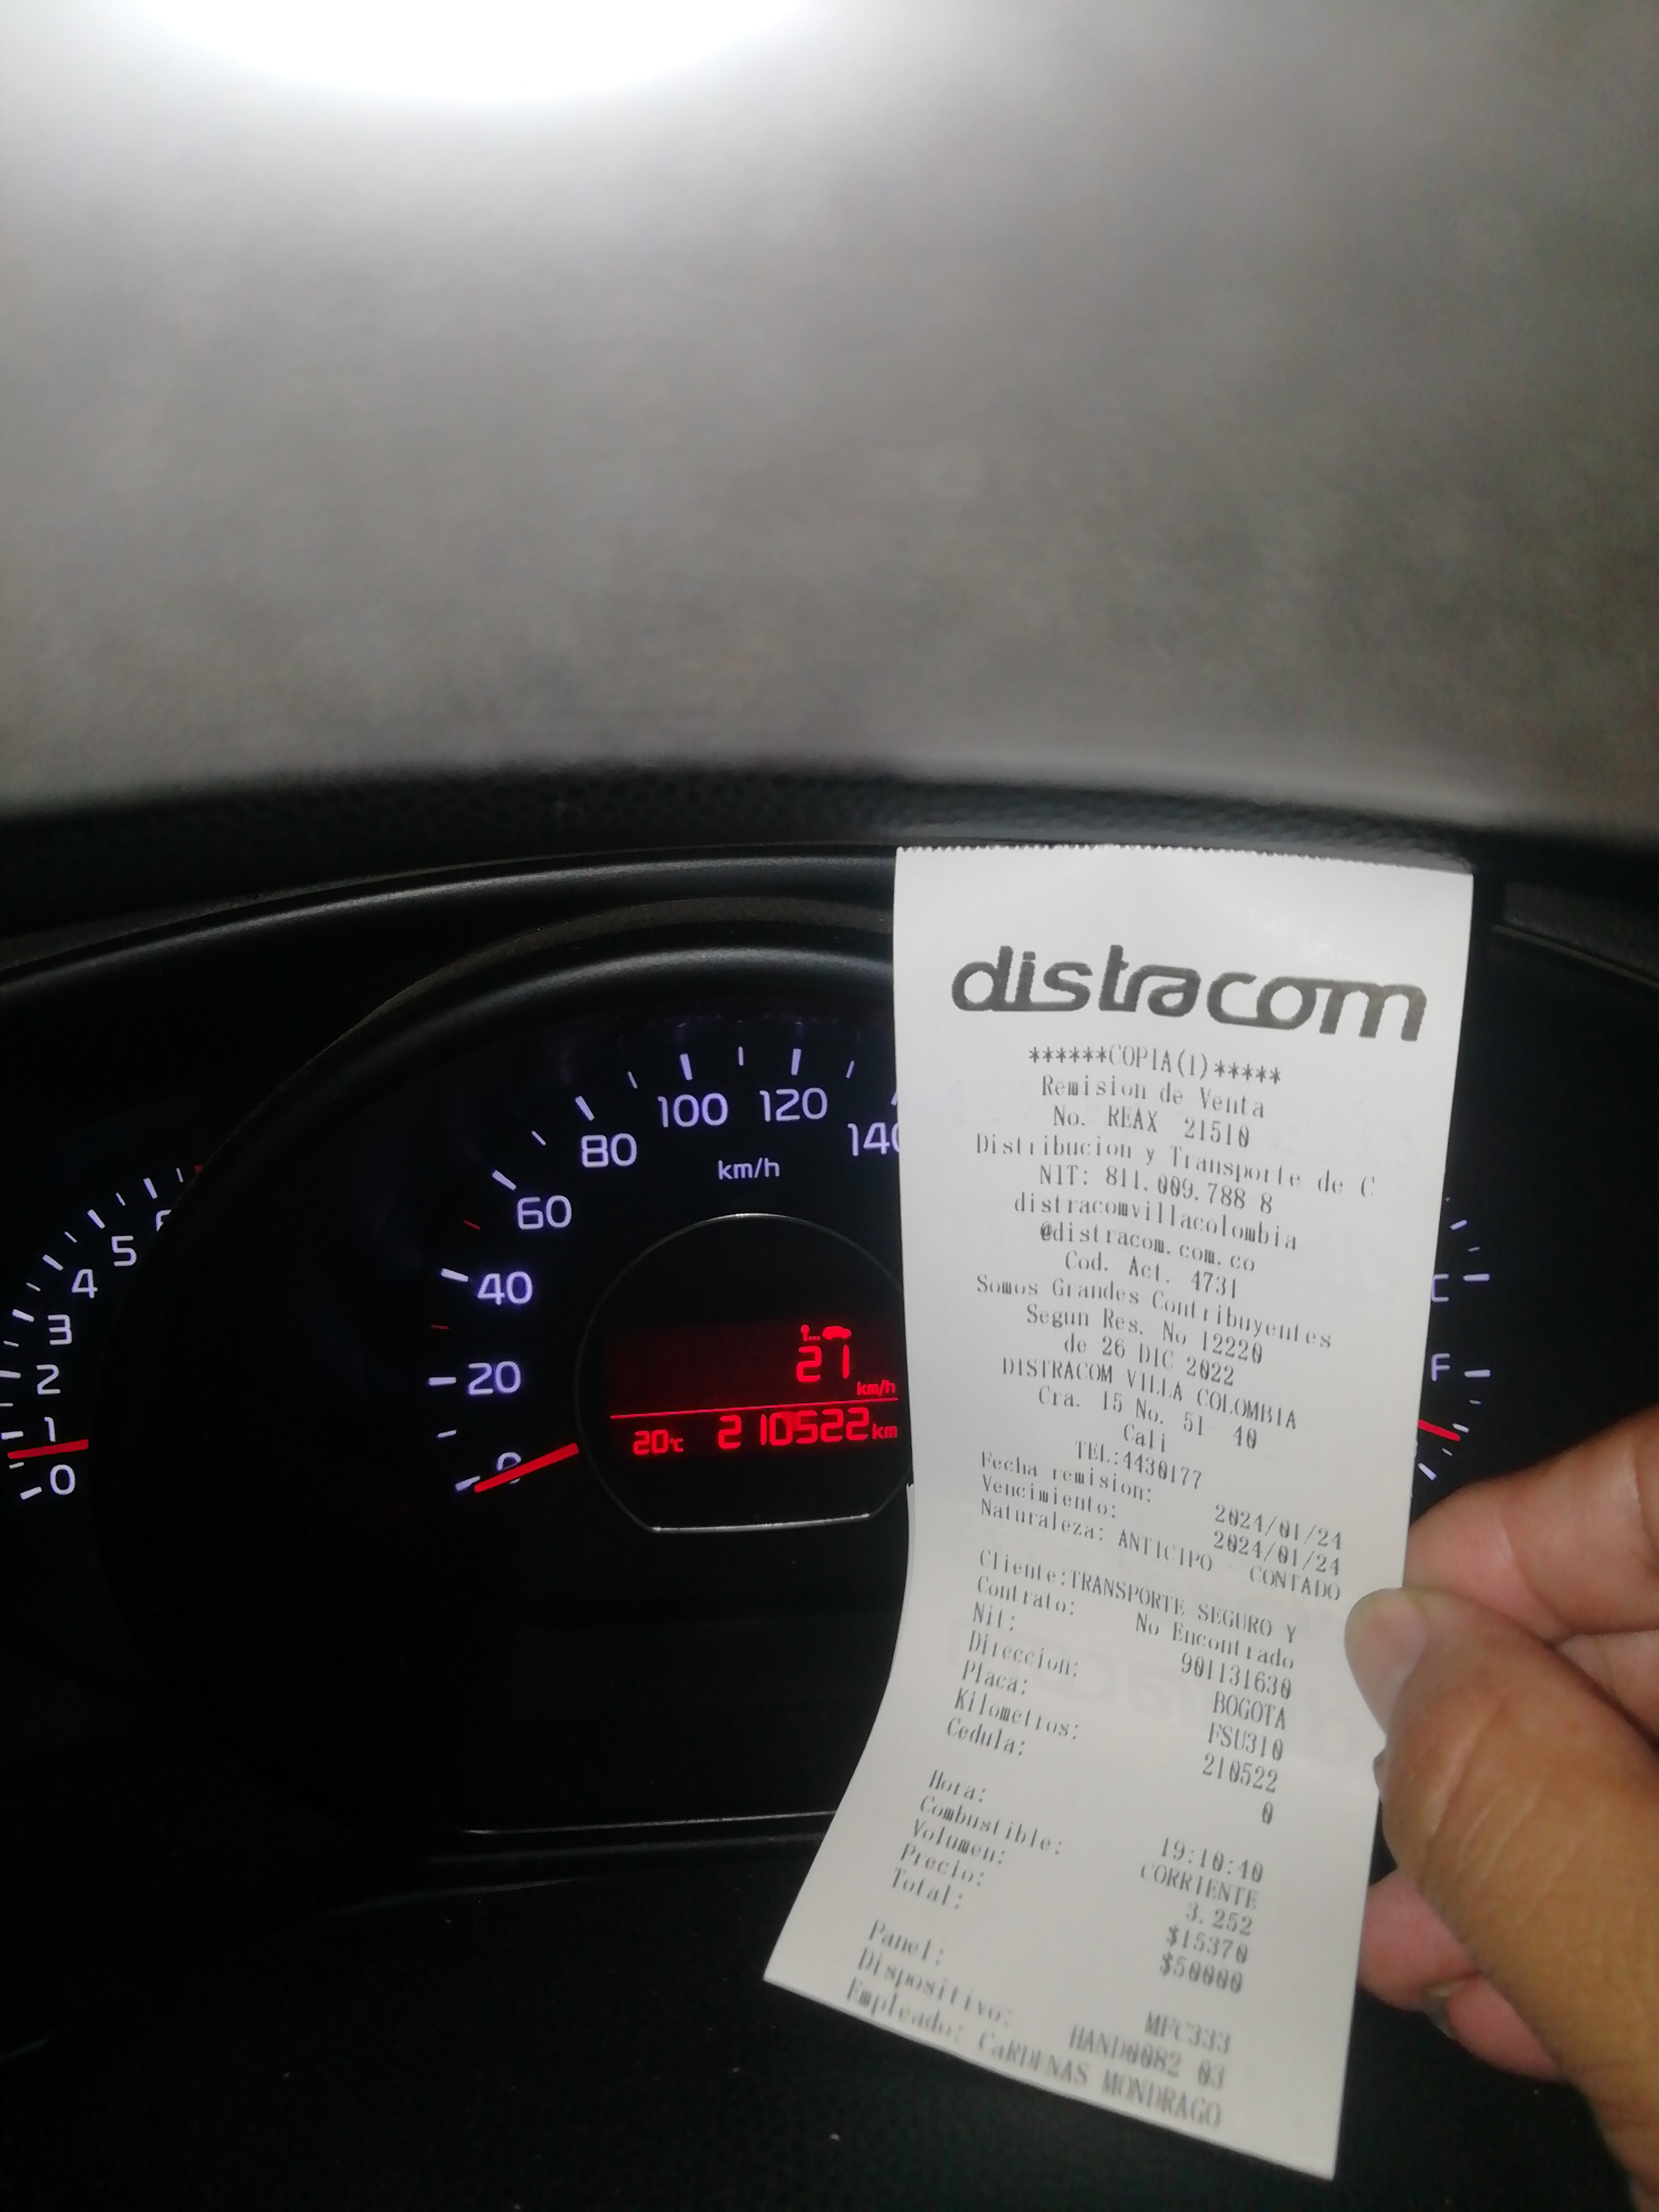 distracom
******COPIA(1)*****
Remision de Venta
No. REAX 21510
Distribucion y Transporte de C
NIT: 811.009.788 8
distracomvillacolombia
@distracom.com.co
Cod. Act. 4731
Somos Grandes Contribuyentes
Segun Res. No 12220
de 26 DIC 2022
DISTRACOM VILLA COLOMBIA
Cra. 15 No. 51 40
Cali
TEL:4430177
Fecha remision: 2024/01/24
Vencimiento: 2024/01/24
Naturaleza: ANTICIPO - CONTADO
Cliente:TRANSPORTE SEGURO Y
Contrato: No Encontrado
Nit: 901131630
Direccion: BOGOTA
Placa: FSU310
Kilometros: 210522
Cedula: 0
Hora: 19:10:40
Combustible: CORRIENTE
Volumen: 3.252
Precio: $15370
Total: $50000
Panel: MFC333
Dispositivo: HAND0082 03
Empleado: CaRDENAS MONDRAGO
0
1
2
3
4
5
0
20
40
60
80
100
120
140
km/h
21
km/h
20°C 210522 km
F